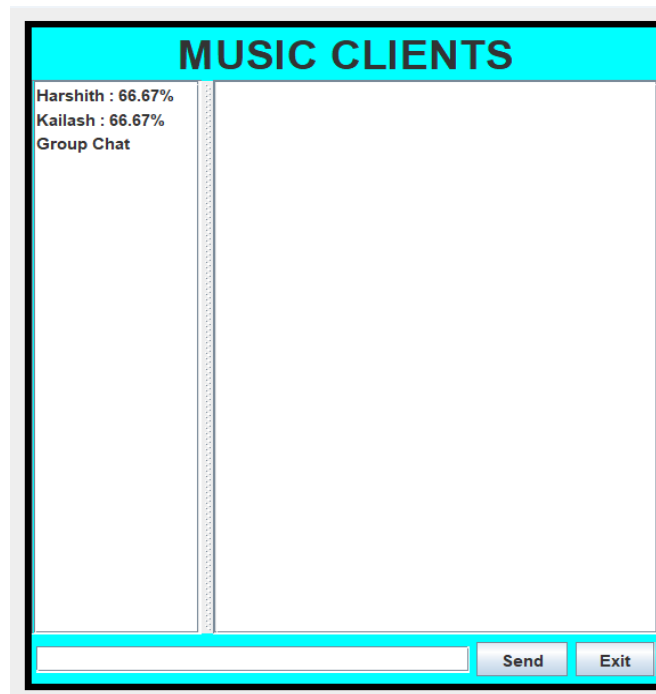 MUSIC CLIENTS
Harshith : 66.67%
Kailash : 66.67%
Group Chat
Send
Exit